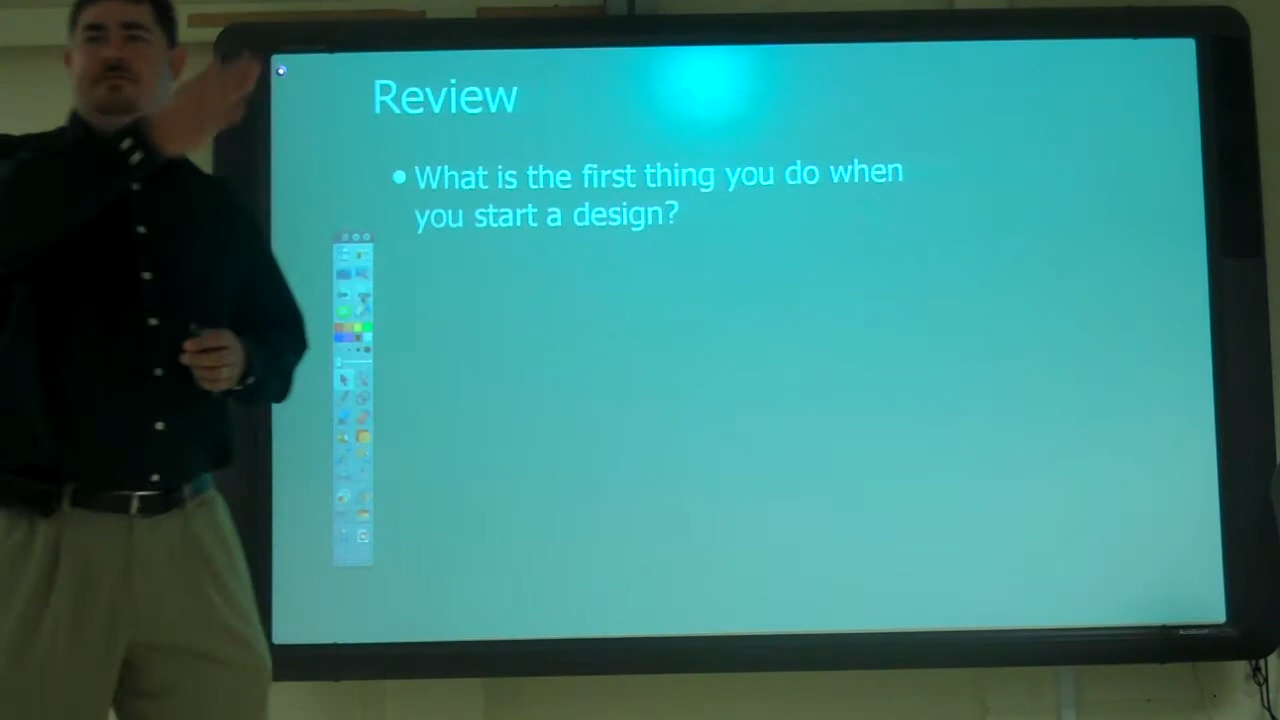 Review
• What is the first thing you do when
you start a design?